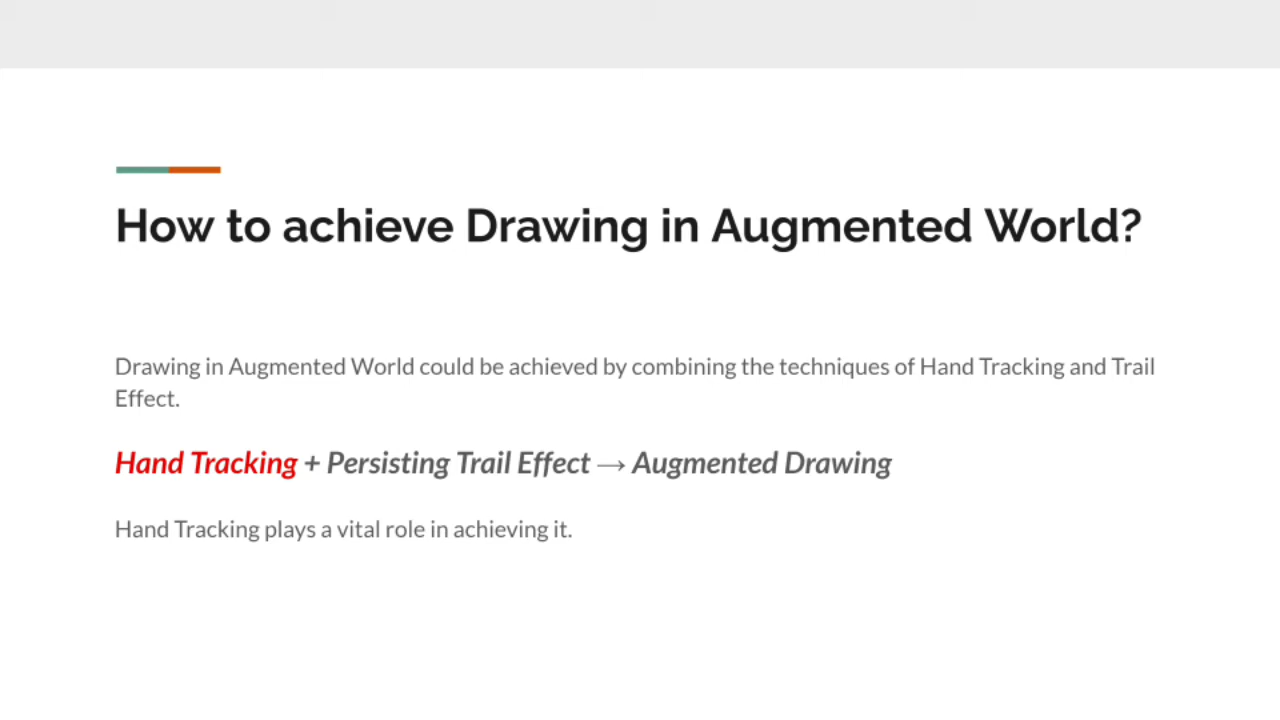 How to achieve Drawing in Augmented World?
Drawing in Augmented World could be achieved by combining the techniques of Hand Tracking and Trail
Effect.
Hand Tracking + Persisting Trail Effect → Augmented Drawing
Hand Tracking plays a vital role in achieving it.